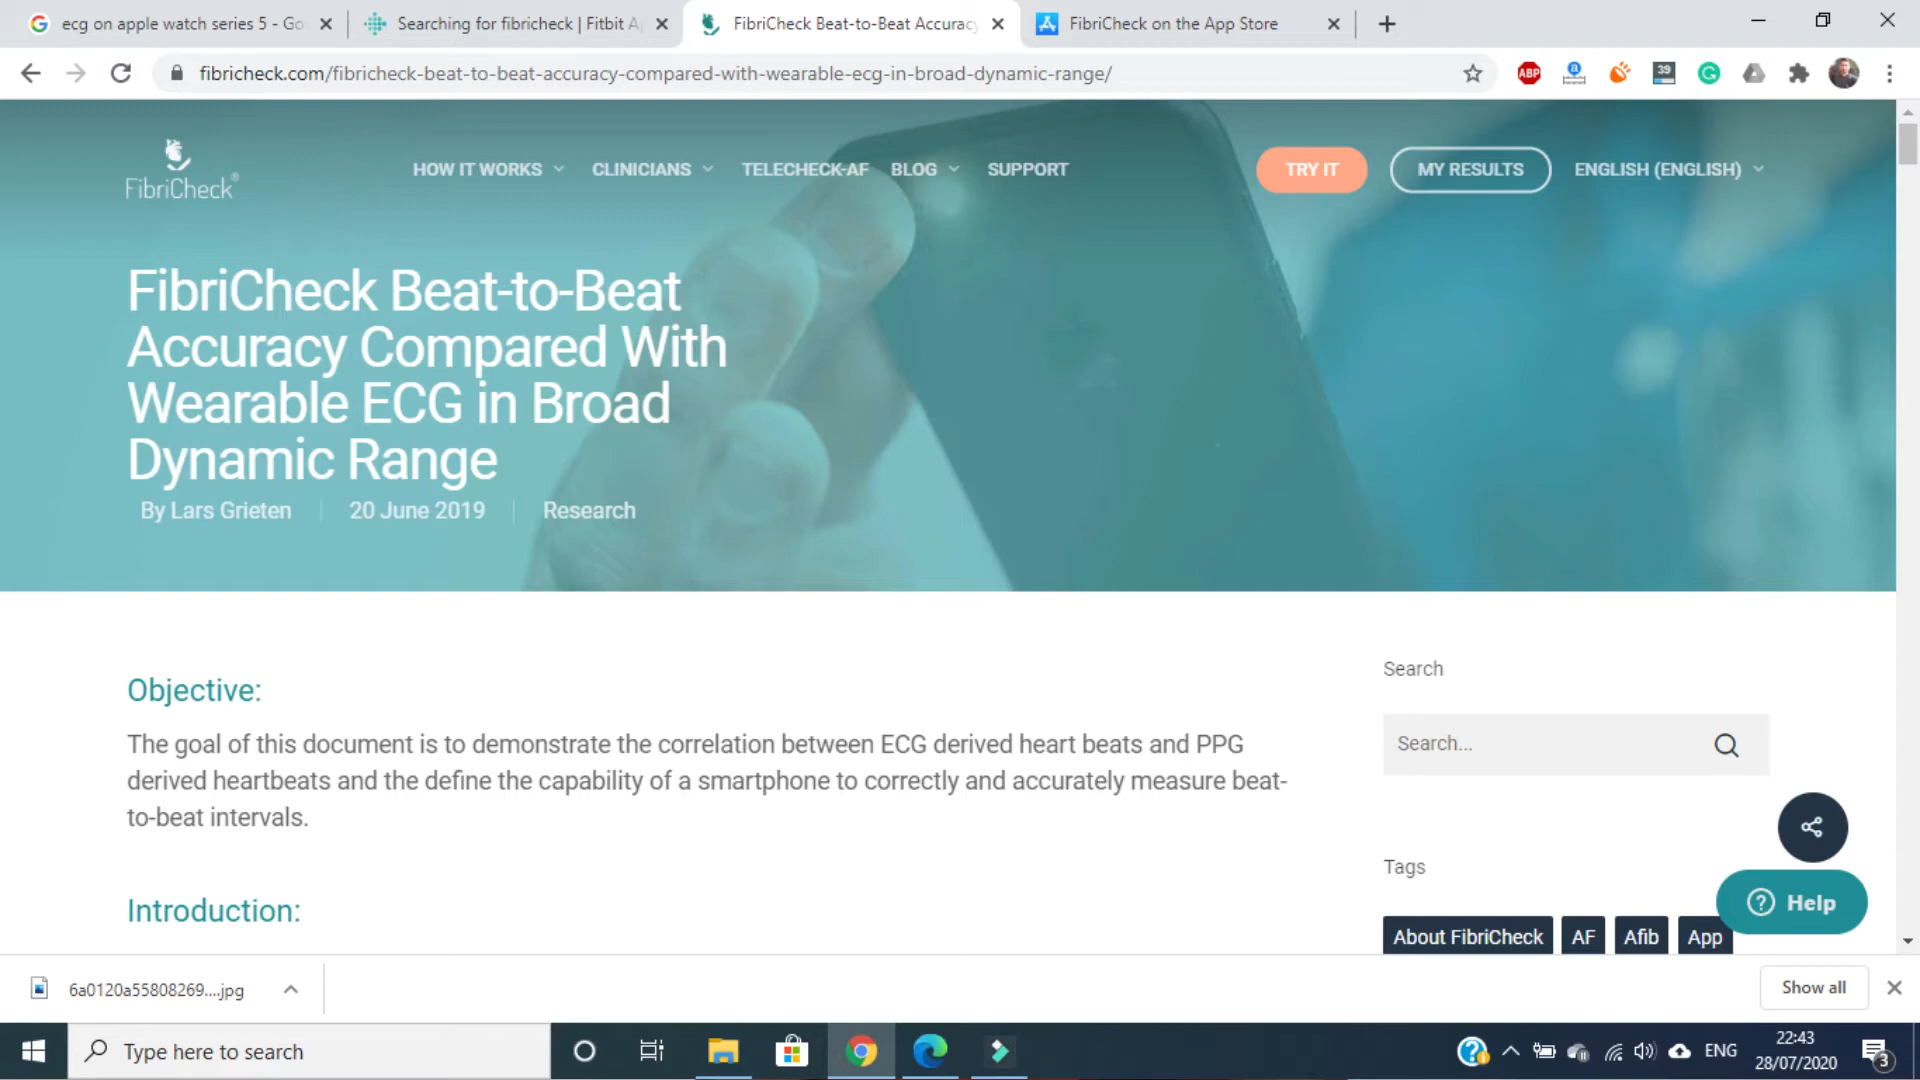 ecg on apple watch series 5 - Go
Searching for fibricheck | Fitbit A
FibriCheck Beat-to-Beat Accuracy
FibriCheck on the App Store
fibricheck.com/fibricheck-beat-to-beat-accuracy-compared-with-wearable-ecg-in-broad-dynamic-range/
ABP
a
39
G
FibriCheck®
HOW IT WORKS
CLINICIANS
TELECHECK-AF
BLOG
SUPPORT
TRY IT
MY RESULTS
ENGLISH (ENGLISH)
FibriCheck Beat-to-Beat
Accuracy Compared With
Wearable ECG in Broad
Dynamic Range
By Lars Grieten
20 June 2019
Research
Objective:
The goal of this document is to demonstrate the correlation between ECG derived heart beats and PPG
derived heartbeats and the define the capability of a smartphone to correctly and accurately measure beat-
to-beat intervals.
Introduction:
Search
Search...
Tags
About FibriCheck
AF
Afib
App
Help
6a0120a55808269....jpg
Show all
Type here to search
ENG
22:43
28/07/2020
3